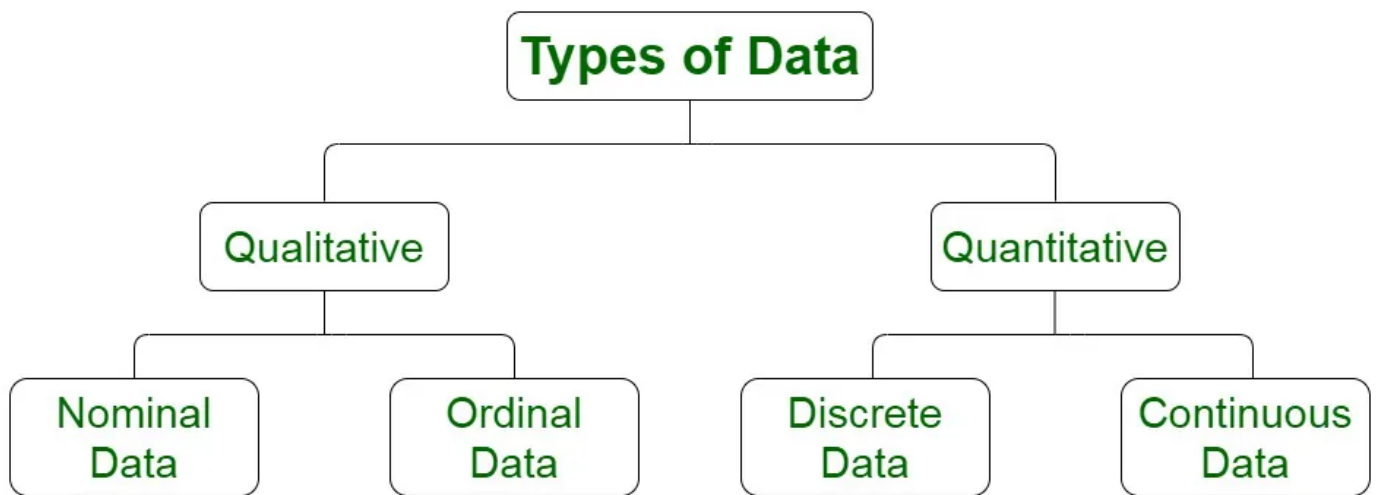 Types of Data
Qualitative
Quantitative
Nominal
Data
Ordinal
Data
Discrete
Data
Continuous
Data